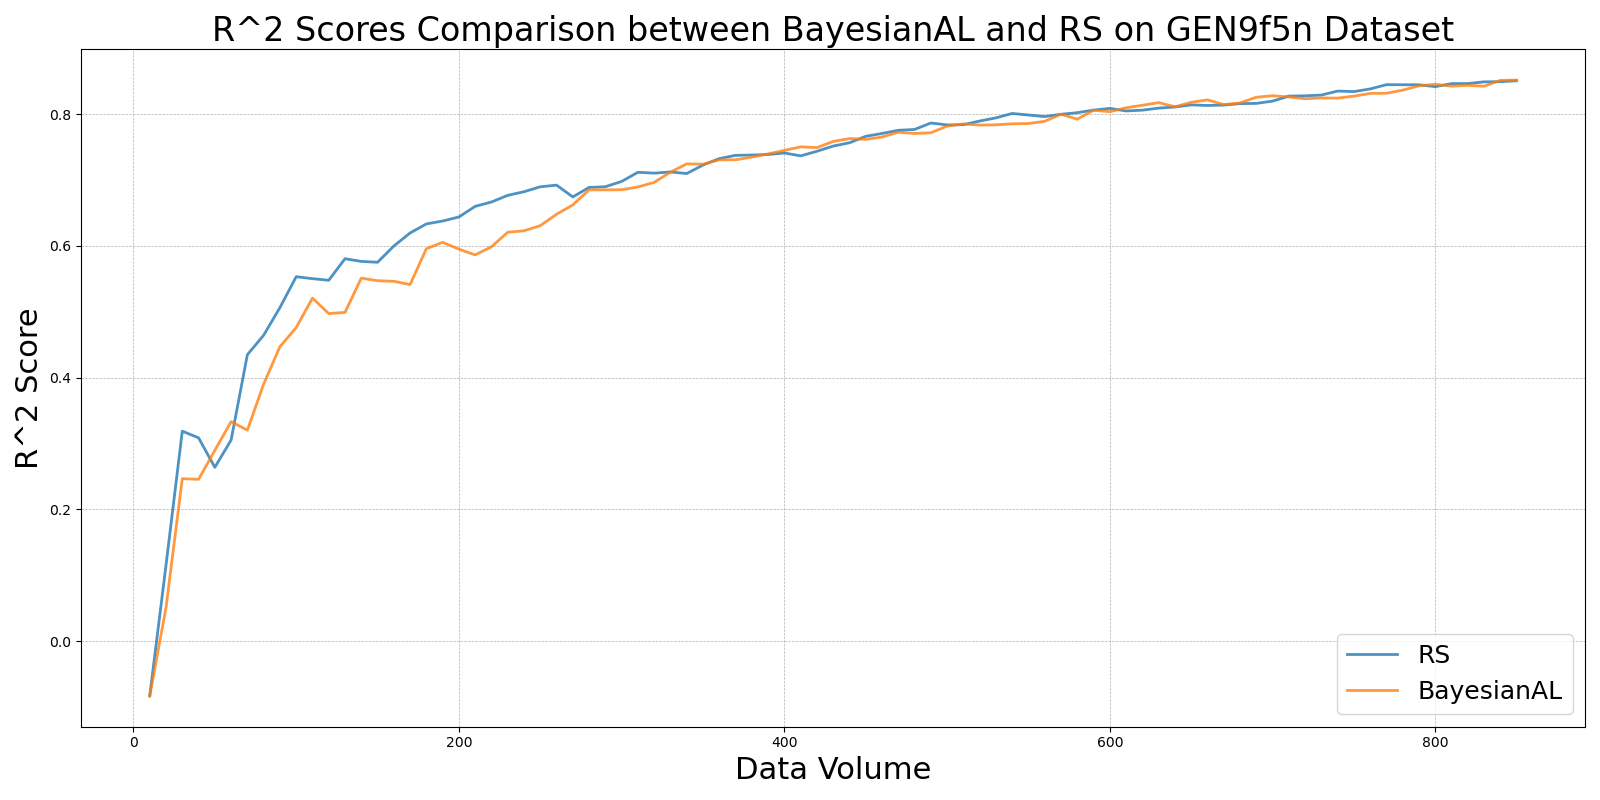 R^2 Scores Comparison between BayesianAL and RS on GEN9f5n Dataset
R^2 Score
0.8
0.6
0.4
0.2
0.0
0
200
400
600
800
Data Volume
RS
BayesianAL